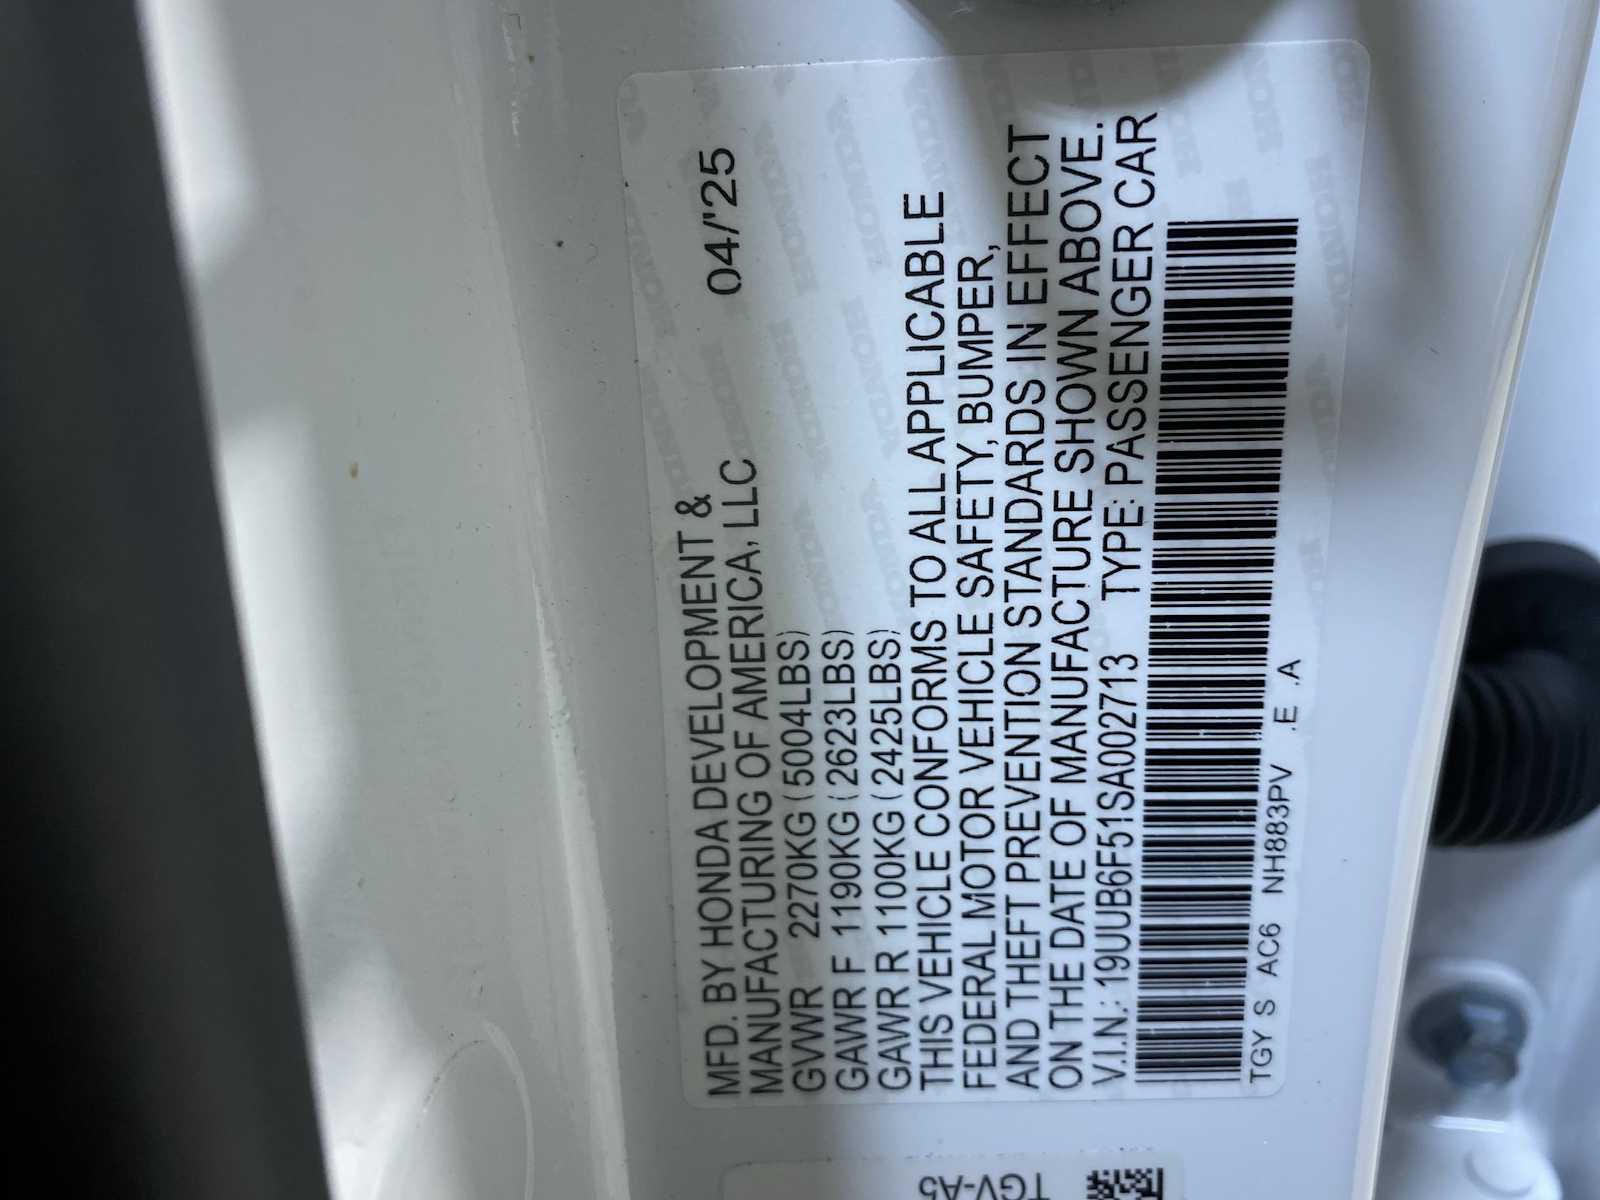 MFD. BY HONDA DEVELOPMENT &
MANUFACTURING OF AMERICA, LLC 04/'25
GVWR 2270KG (5004LBS)
GAWR F 1190KG (2623LBS)
GAWR R 1100KG (2425LBS)
THIS VEHICLE CONFORMS TO ALL APPLICABLE
FEDERAL MOTOR VEHICLE SAFETY, BUMPER,
AND THEFT PREVENTION STANDARDS IN EFFECT
ON THE DATE OF MANUFACTURE SHOWN ABOVE.
V.I.N.: 19UUB6F51SA002713 TYPE: PASSENGER CAR
TGY S AC6 NH883PV .E .A
TGV-A5